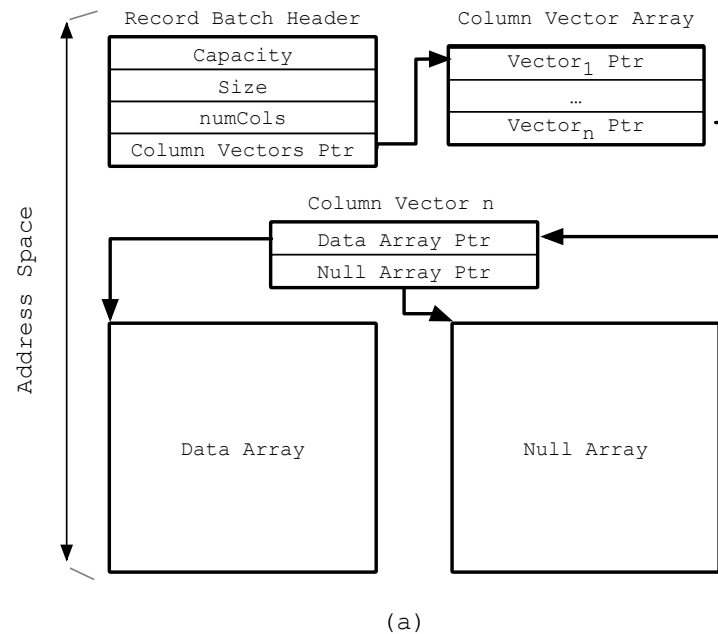 Record Batch Header
Capacity
Size
numCols
Column Vectors Ptr
Column Vector Array
Vector1 Ptr
…
Vectorn Ptr
Column Vector n
Data Array Ptr
Null Array Ptr
Address Space
Data Array
Null Array
(a)